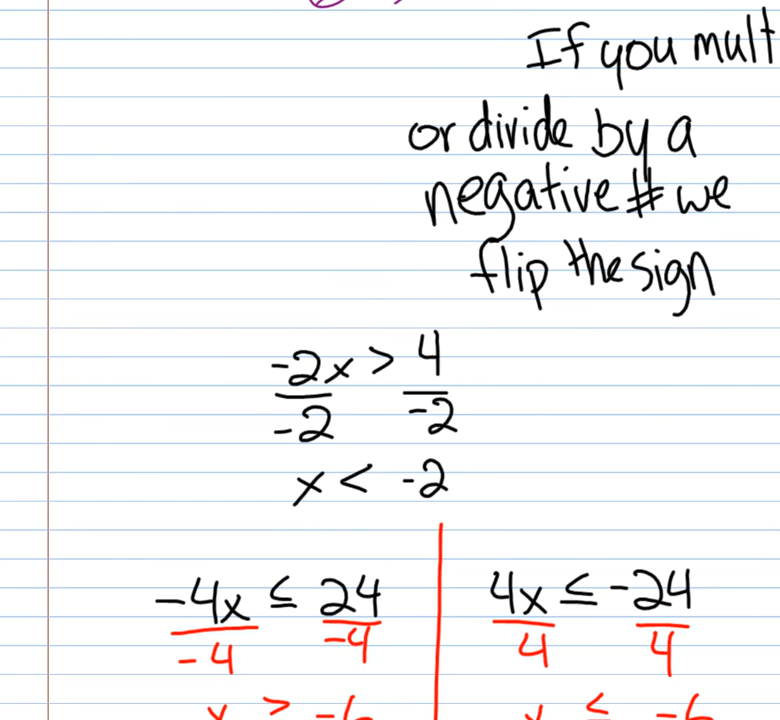 If you mult
or divide by a
negative # we
flip the sign
-2x > 4
-2 -2
x < -2
-4x ≤ 24
-4 -4
4x ≤ -24
4 4